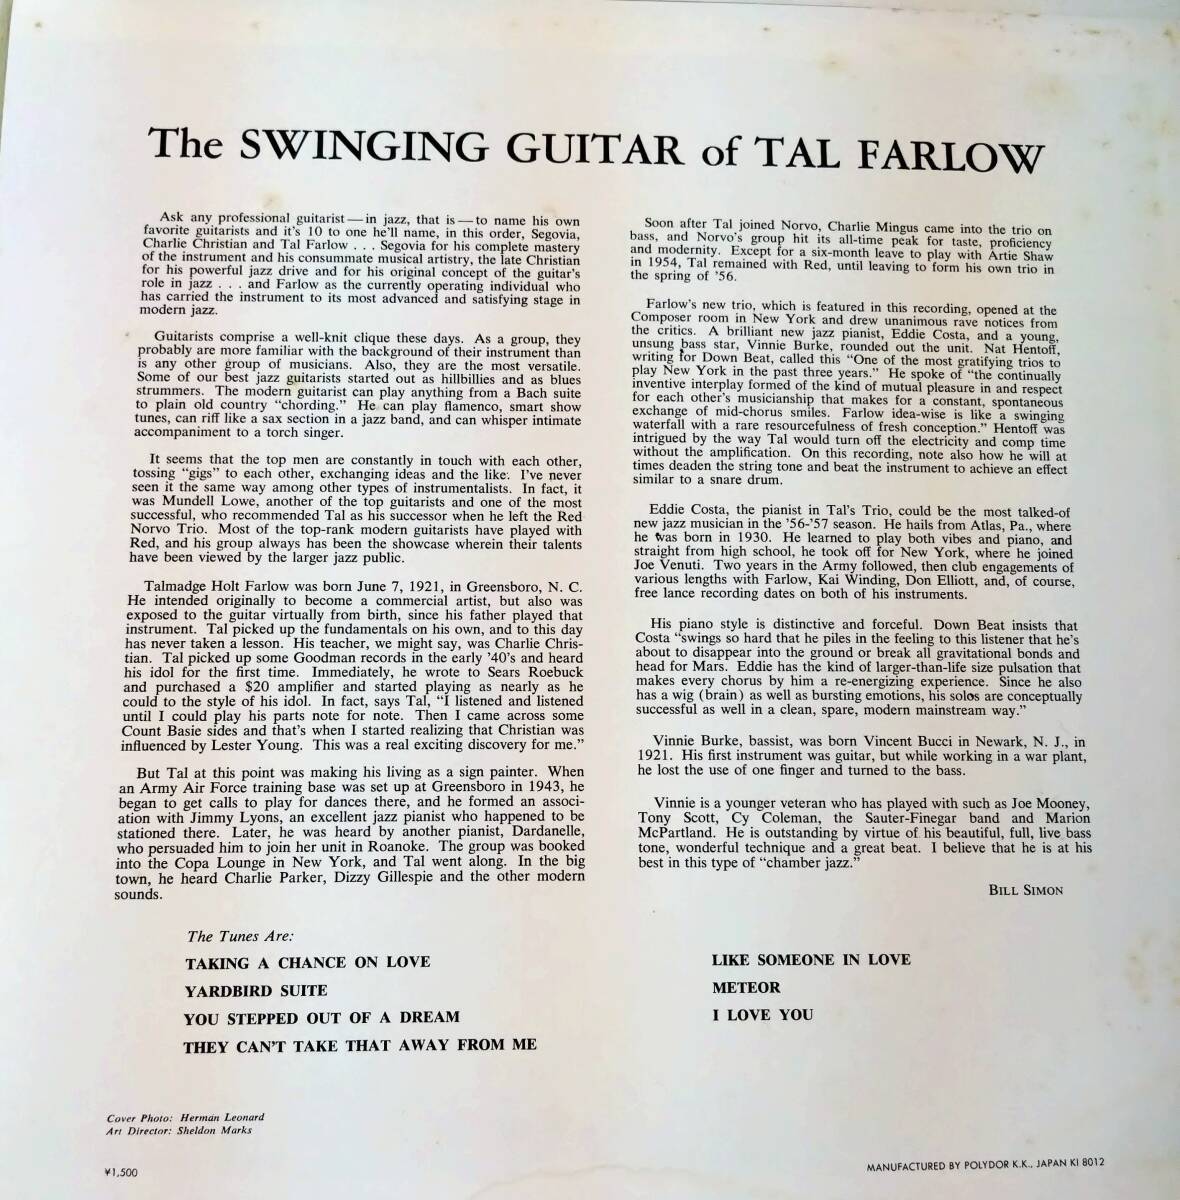 The SWINGING GUITAR of TAL FARLOW
Ask any professional guitarist — in jazz, that is — to name his own
favorite guitarists and it's 10 to one he'll name, in this order, Segovia,
Charlie Christian and Tal Farlow . . . Segovia for his complete mastery
of the instrument and his consummate musical artistry, the late Christian
for his powerful jazz drive and for his original concept of the guitar's
role in jazz . . . and Farlow as the currently operating individual who
has carried the instrument to its most advanced and satisfying stage in
modern jazz.
Guitarists comprise a well-knit clique these days. As a group, they
probably are more familiar with the background of their instrument than
is any other group of musicians. Also, they are the most versatile.
Some of our best jazz guitarists started out as hillbillies and as blues
strummers. The modern guitarist can play anything from a Bach suite
to plain old country "chording." He can play flamenco, smart show
tunes, can riff like a sax section in a jazz band, and can whisper intimate
accompaniment to a torch singer.
It seems that the top men are constantly in touch with each other,
tossing "gigs" to each other, exchanging ideas and the like. I've never
seen it the same way among other types of instrumentalists. In fact, it
was Mundell Lowe, another of the top guitarists and one of the most
successful, who recommended Tal as his successor when he left the Red
Norvo Trio. Most of the top-rank modern guitarists have played with
Red, and his group always has been the showcase wherein their talents
have been viewed by the larger jazz public.
Talmadge Holt Farlow was born June 7, 1921, in Greensboro, N. C.
He intended originally to become a commercial artist, but also was
exposed to the guitar virtually from birth, since his father played that
instrument. Tal picked up the fundamentals on his own, and to this day
has never taken a lesson. His teacher, we might say, was Charlie Chris-
tian. Tal picked up some Goodman records in the early '40's and heard
his idol for the first time. Immediately, he wrote to Sears Roebuck
and purchased a $20 amplifier and started playing as nearly as he
could to the style of his idol. In fact, says Tal, "I listened and listened
until I could play his parts note for note. Then I came across some
Count Basie sides and that's when I started realizing that Christian was
influenced by Lester Young. This was a real exciting discovery for me."
But Tal at this point was making his living as a sign painter. When
an Army Air Force training base was set up at Greensboro in 1943, he
began to get calls to play for dances there, and he formed an associ-
ation with Jimmy Lyons, an excellent jazz pianist who happened to be
stationed there. Later, he was heard by another pianist, Dardanelle,
who persuaded him to join her unit in Roanoke. The group was booked
into the Copa Lounge in New York, and Tal went along. In the big
town, he heard Charlie Parker, Dizzy Gillespie and the other modern
sounds.
Soon after Tal joined Norvo, Charlie Mingus came into the trio on
bass, and Norvo's group hit its all-time peak for taste, proficiency
and modernity. Except for a six-month leave to play with Artie Shaw
in 1954, Tal remained with Red, until leaving to form his own trio in
the spring of '56.
Farlow's new trio, which is featured in this recording, opened at the
Composer room in New York and drew unanimous rave notices from
the critics. A brilliant new jazz pianist, Eddie Costa, and a young,
unsung bass star, Vinnie Burke, rounded out the unit. Nat Hentoff,
writing for Down Beat, called this "One of the most gratifying trios to
play New York in the past three years." He spoke of "the continually
inventive interplay formed of the kind of mutual pleasure in and respect
for each other's musicianship that makes for a constant, spontaneous
exchange of mid-chorus smiles. Farlow idea-wise is like a swinging
waterfall with a rare resourcefulness of fresh conception." Hentoff was
intrigued by the way Tal would turn off the electricity and comp time
without the amplification. On this recording, note also how he will at
times deaden the string tone and beat the instrument to achieve an effect
similar to a snare drum.
Eddie Costa, the pianist in Tal's Trio, could be the most talked-of
new jazz musician in the '56-'57 season. He hails from Atlas, Pa., where
he was born in 1930. He learned to play both vibes and piano, and
straight from high school, he took off for New York, where he joined
Joe Venuti. Two years in the Army followed, then club engagements of
various lengths with Farlow, Kai Winding, Don Elliott, and, of course,
free lance recording dates on both of his instruments.
His piano style is distinctive and forceful. Down Beat insists that
Costa "swings so hard that he piles in the feeling to this listener that he's
about to disappear into the ground or break all gravitational bonds and
head for Mars. Eddie has the kind of larger-than-life size pulsation that
makes every chorus by him a re-energizing experience. Since he also
has a wig (brain) as well as bursting emotions, his solos are conceptually
successful as well in a clean, spare, modern mainstream way."
Vinnie Burke, bassist, was born Vincent Bucci in Newark, N. J., in
1921. His first instrument was guitar, but while working in a war plant,
he lost the use of one finger and turned to the bass.
Vinnie is a younger veteran who has played with such as Joe Mooney,
Tony Scott, Cy Coleman, the Sauter-Finegar band and Marion
McPartland. He is outstanding by virtue of his beautiful, full, live bass
tone, wonderful technique and a great beat. I believe that he is at his
best in this type of "chamber jazz."
BILL SIMON
The Tunes Are:
TAKING A CHANCE ON LOVE
YARDBIRD SUITE
YOU STEPPED OUT OF A DREAM
THEY CAN'T TAKE THAT AWAY FROM ME
LIKE SOMEONE IN LOVE
METEOR
I LOVE YOU
Cover Photo: Herman Leonard
Art Director: Sheldon Marks
¥1,500
MANUFACTURED BY POLYDOR K.K., JAPAN KI 8012